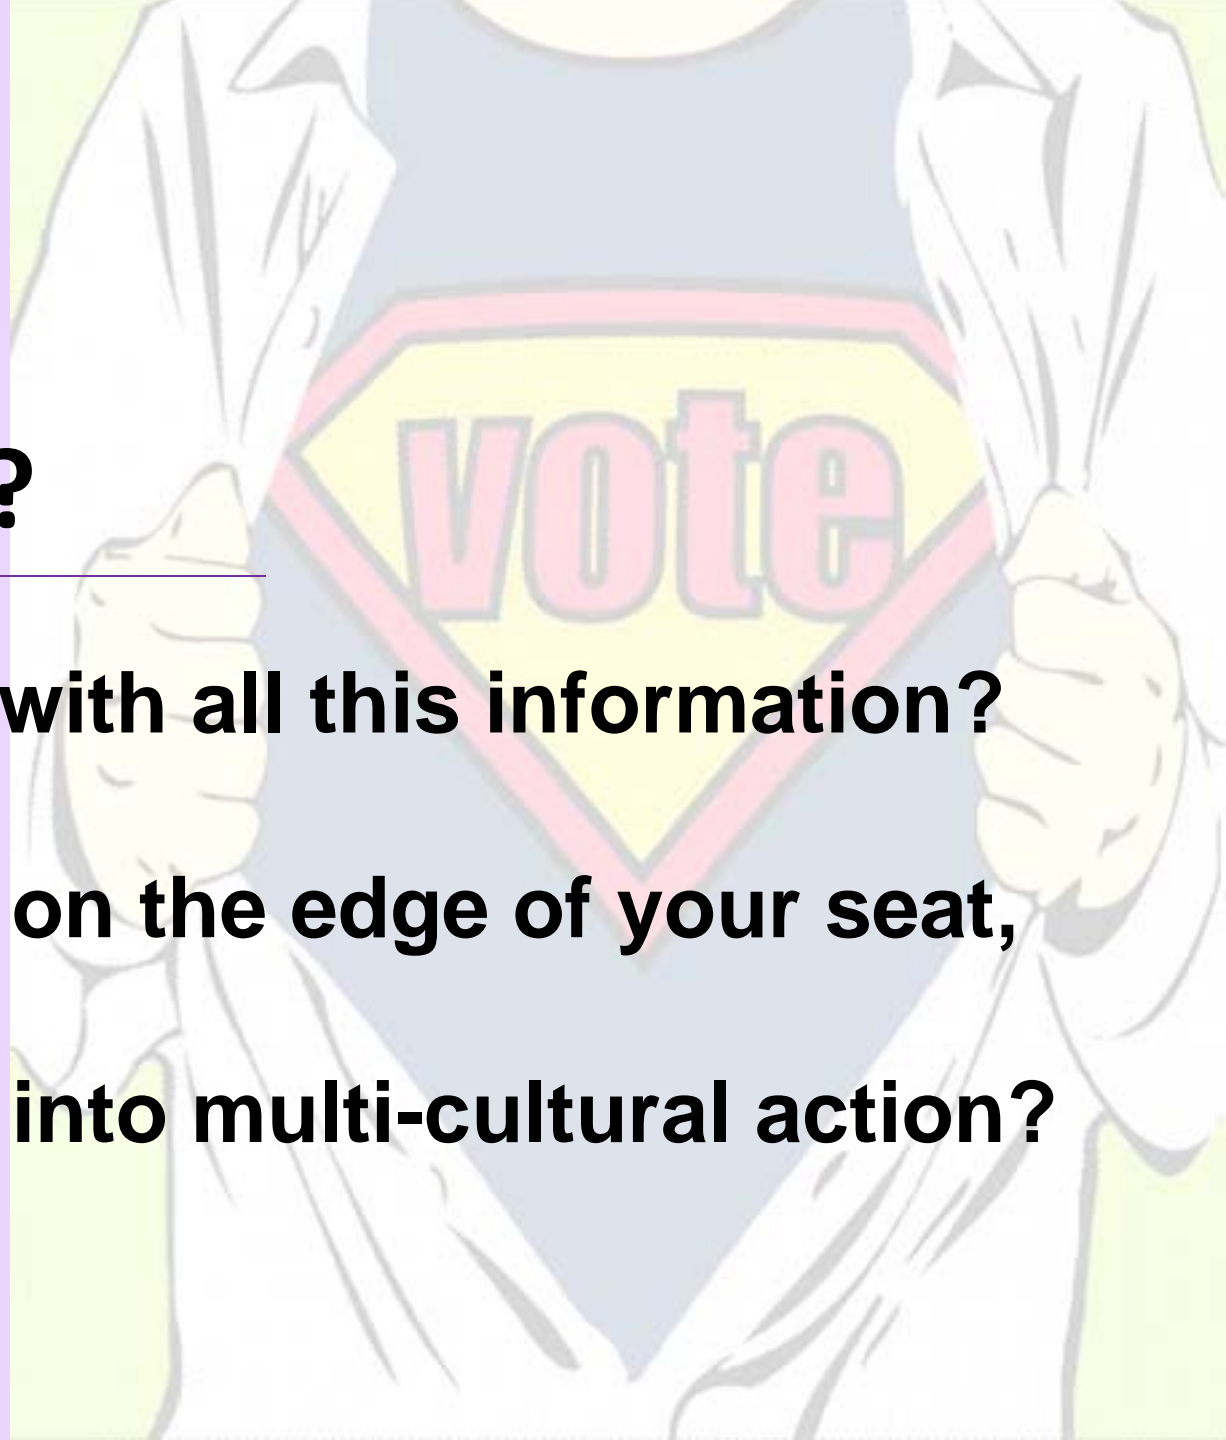 vote
?
with all this information?
on the edge of your seat,
into multi-cultural action?